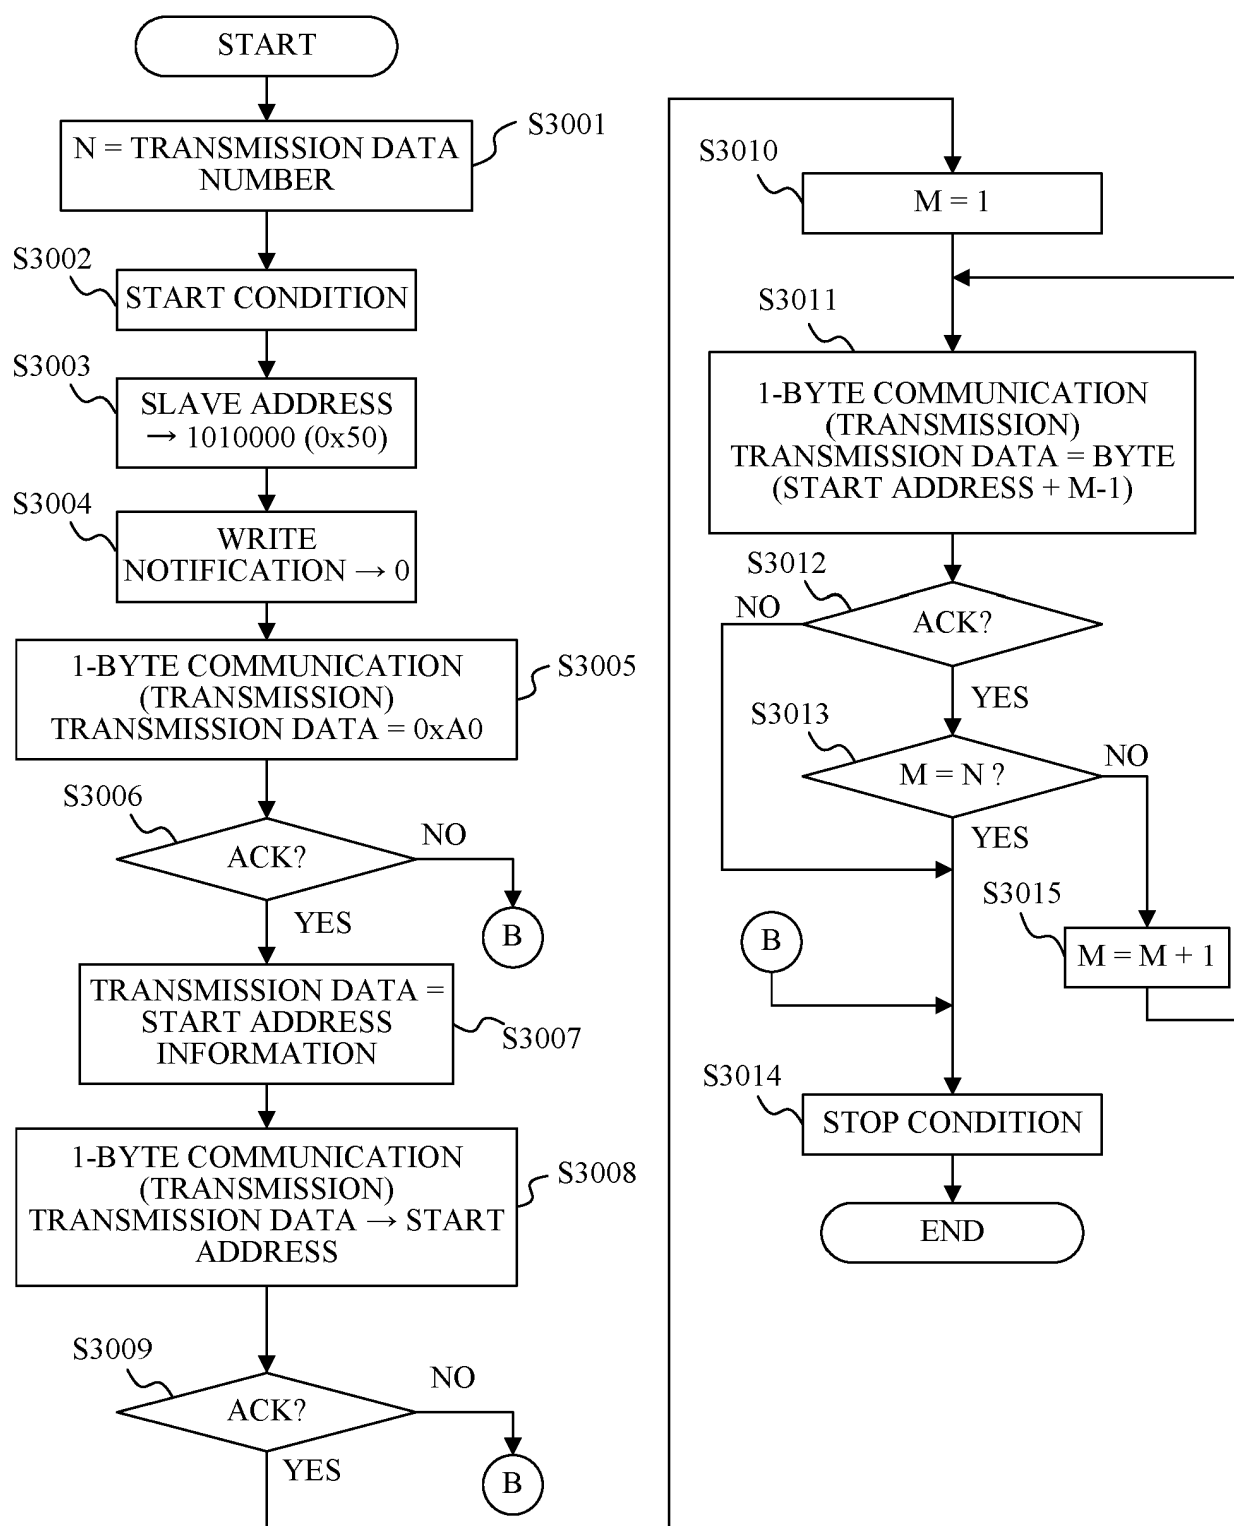 START
S3001
N = TRANSMISSION DATA
NUMBER
S3002
START CONDITION
S3003
SLAVE ADDRESS
→ 1010000 (0x50)
S3004
WRITE
NOTIFICATION → 0
1-BYTE COMMUNICATION
(TRANSMISSION)
TRANSMISSION DATA = 0xA0
S3005
S3006
ACK?
NO
YES
B
TRANSMISSION DATA =
START ADDRESS
INFORMATION
S3007
1-BYTE COMMUNICATION
(TRANSMISSION)
TRANSMISSION DATA → START
ADDRESS
S3008
S3009
ACK?
NO
YES
B
S3010
M = 1
S3011
1-BYTE COMMUNICATION
(TRANSMISSION)
TRANSMISSION DATA = BYTE
(START ADDRESS + M-1)
S3012
NO
ACK?
YES
S3013
M = N ?
NO
YES
S3015
M = M + 1
B
S3014
STOP CONDITION
END